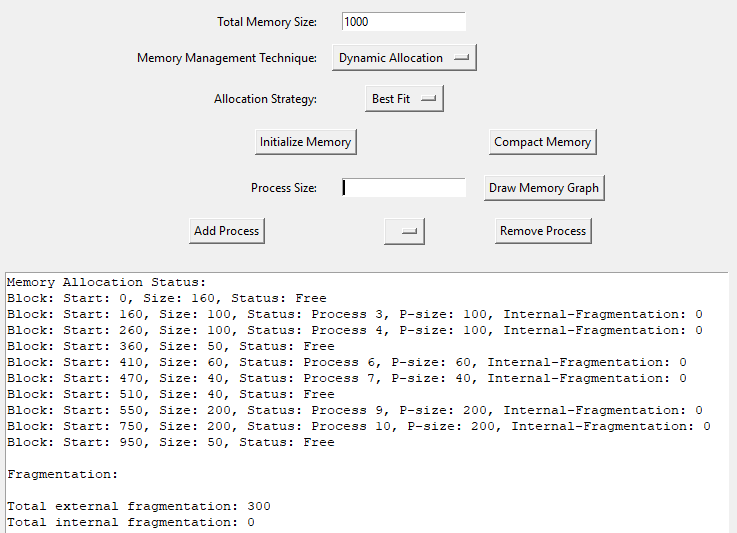 Total Memory Size: 1000
Memory Management Technique: Dynamic Allocation
Allocation Strategy: Best Fit
Initialize Memory Compact Memory
Process Size: Draw Memory Graph
Add Process Remove Process
Memory Allocation Status:
Block: Start: 0, Size: 160, Status: Free
Block: Start: 160, Size: 100, Status: Process 3, P-size: 100, Internal-Fragmentation: 0
Block: Start: 260, Size: 100, Status: Process 4, P-size: 100, Internal-Fragmentation: 0
Block: Start: 360, Size: 50, Status: Free
Block: Start: 410, Size: 60, Status: Process 6, P-size: 60, Internal-Fragmentation: 0
Block: Start: 470, Size: 40, Status: Process 7, P-size: 40, Internal-Fragmentation: 0
Block: Start: 510, Size: 40, Status: Free
Block: Start: 550, Size: 200, Status: Process 9, P-size: 200, Internal-Fragmentation: 0
Block: Start: 750, Size: 200, Status: Process 10, P-size: 200, Internal-Fragmentation: 0
Block: Start: 950, Size: 50, Status: Free
Fragmentation:
Total external fragmentation: 300
Total internal fragmentation: 0